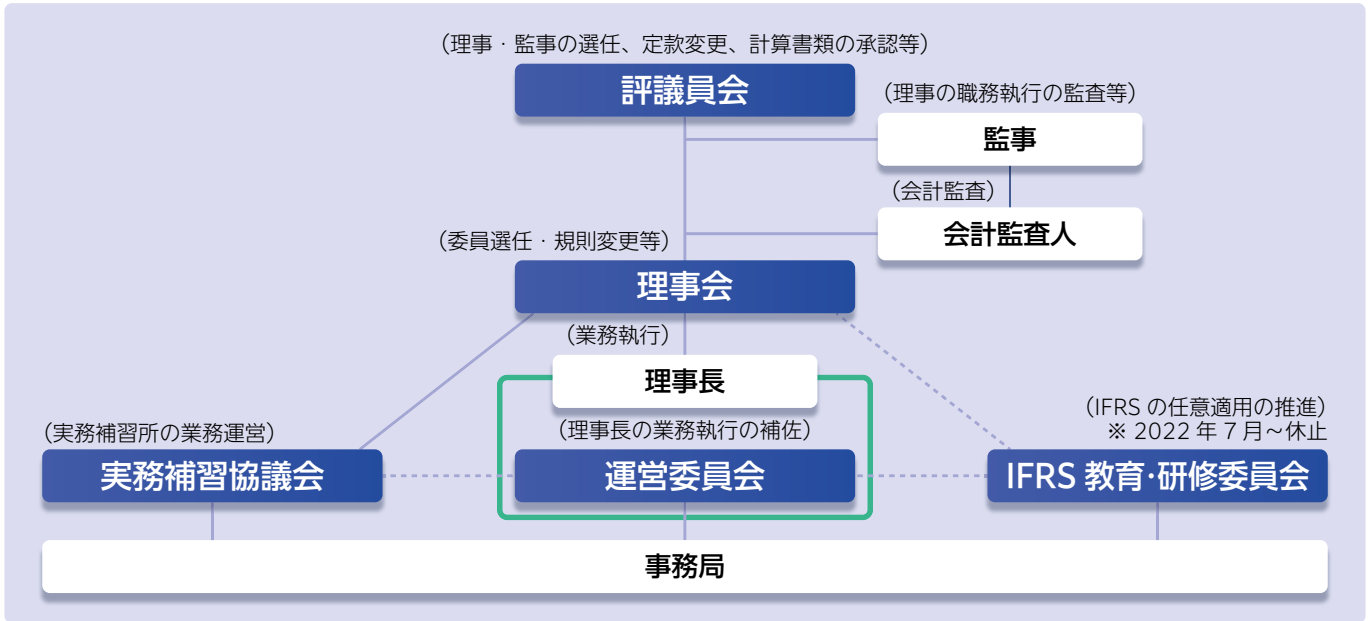 （理事・監事の選任、定款変更、計算書類の承認等）
評議員会
（理事の職務執行の監査等）
監事
（会計監査）
会計監査人
（委員選任・規則変更等）
理事会
（業務執行）
理事長
（IFRS の任意適用の推進）
※ 2022 年 7 月～休止
（実務補習所の業務運営）
（理事長の業務執行の補佐）
実務補習協議会
運営委員会
IFRS 教育・研修委員会
事務局